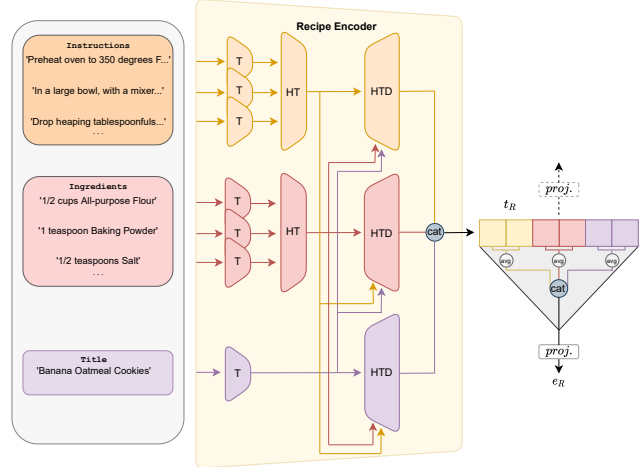 Recipe Encoder
Instructions
'Preheat oven to 350 degrees F...'
'In a large bowl, with a mixer...'
'Drop heaping tablespoonfuls...'
...
T
T
T
HT
HTD
Ingredients
'1/2 cups All-purpose Flour'
'1 teaspoon Baking Powder'
'1/2 teaspoons Salt'
...
T
T
T
HT
HTD
Title
'Banana Oatmeal Cookies'
T
HTD
cat
proj.
t_R
avg
avg
avg
cat
proj.
e_R